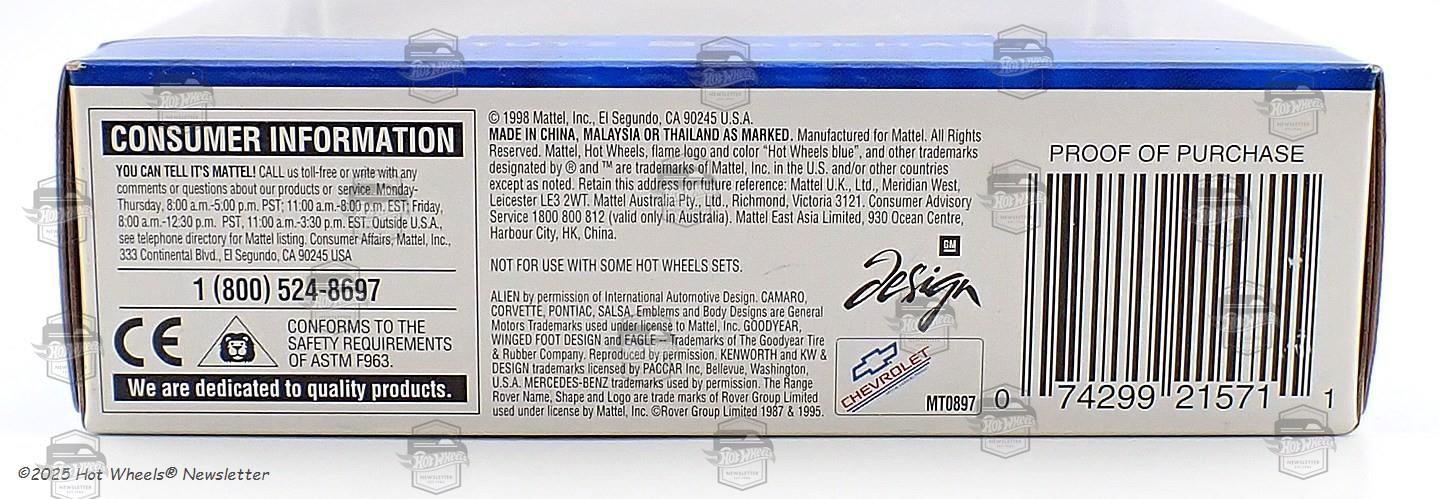 CONSUMER INFORMATION
YOU CAN TELL IT'S MATTEL! CALL us toll-free or write with any
comments or questions about our products or service. Monday-
Thursday, 8:00 a.m.-5:00 p.m. PST; 11:00 a.m.-8:00 p.m. EST; Friday,
8:00 a.m.-12:30 p.m. PST, 11:00 a.m.-3:30 p.m. EST. Outside U.S.A.,
see telephone directory for Mattel listing. Consumer Affairs, Mattel, Inc.,
333 Continental Blvd., El Segundo, CA 90245 USA
1 (800) 524-8697
CE
CONFORMS TO THE
SAFETY REQUIREMENTS
OF ASTM F963.
We are dedicated to quality products.
© 1998 Mattel, Inc., El Segundo, CA 90245 U.S.A.
MADE IN CHINA, MALAYSIA OR THAILAND AS MARKED. Manufactured for Mattel. All Rights
Reserved. Mattel, Hot Wheels, flame logo and color "Hot Wheels blue", and other trademarks
designated by ® and ™ are trademarks of Mattel, Inc. in the U.S. and/or other countries
except as noted. Retain this address for future reference: Mattel U.K., Ltd., Meridian West,
Leicester LE3 2WT. Mattel Australia Pty., Ltd., Richmond, Victoria 3121. Consumer Advisory
Service 1800 800 812 (valid only in Australia). Mattel East Asia Limited, 930 Ocean Centre,
Harbour City, HK, China.
NOT FOR USE WITH SOME HOT WHEELS SETS.
ALIEN by permission of International Automotive Design. CAMARO,
CORVETTE, PONTIAC, SALSA, Emblems and Body Designs are General
Motors Trademarks used under license to Mattel, Inc. GOODYEAR,
WINGED FOOT DESIGN and EAGLE — Trademarks of The Goodyear Tire
& Rubber Company. Reproduced by permission. KENWORTH and KW &
DESIGN trademarks licensed by PACCAR Inc, Bellevue, Washington,
U.S.A. MERCEDES-BENZ trademarks used by permission. The Range
Rover Name, Shape and Logo are trade marks of Rover Group Limited
used under license by Mattel, Inc. ©Rover Group Limited 1987 & 1995.
GM
design
CHEVROLET
MT0897
PROOF OF PURCHASE
0 74299 21571 1
©2025 Hot Wheels® Newsletter